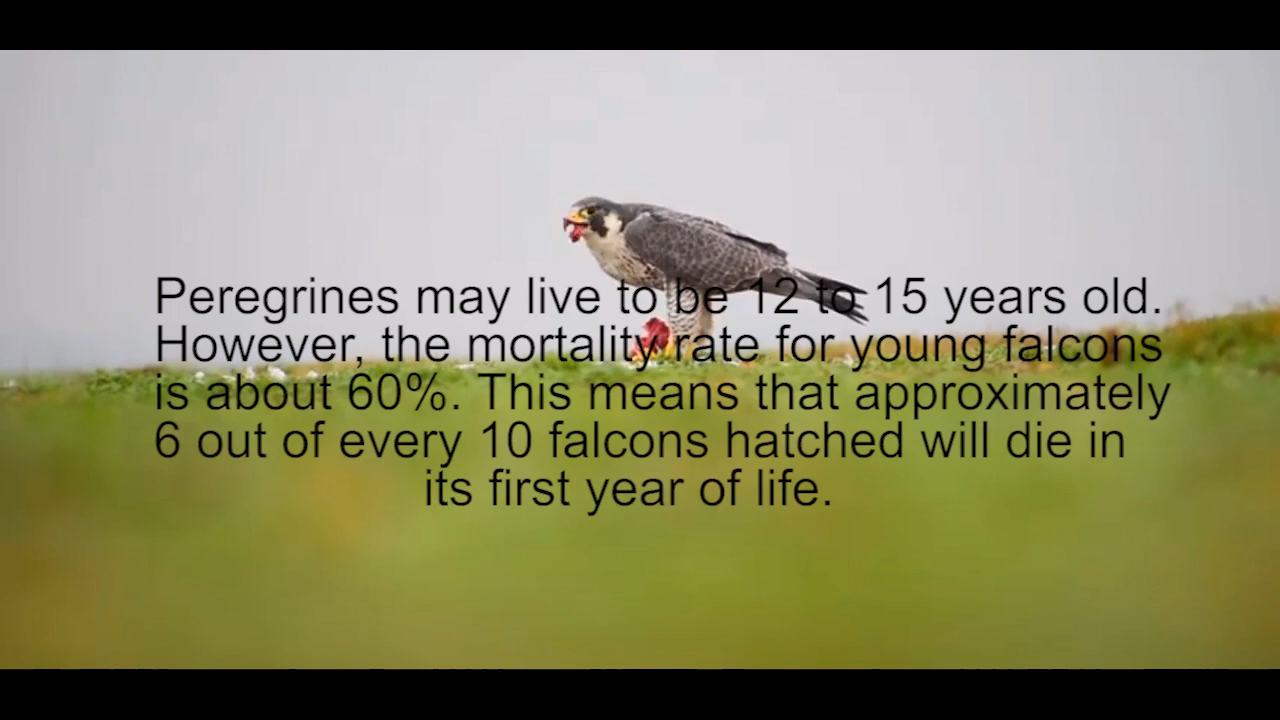 Peregrines may live to be 12 to 15 years old.
However, the mortality rate for young falcons
is about 60%. This means that approximately
6 out of every 10 falcons hatched will die in
its first year of life.